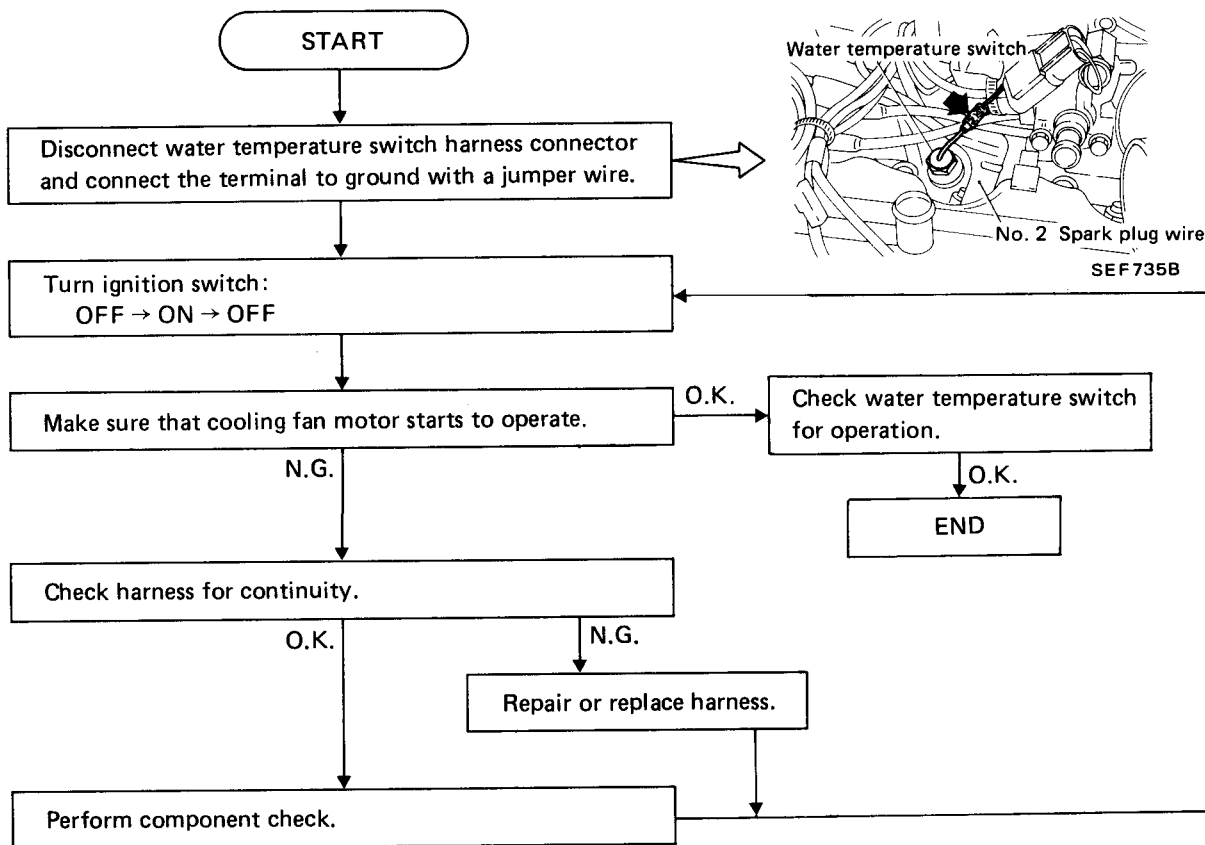 START
Water temperature switch
Disconnect water temperature switch harness connector
and connect the terminal to ground with a jumper wire.
No. 2 Spark plug wire
SEF735B
Turn ignition switch:
OFF → ON → OFF
Make sure that cooling fan motor starts to operate.
O.K.
Check water temperature switch
for operation.
N.G.
O.K.
END
Check harness for continuity.
O.K.
N.G.
Repair or replace harness.
Perform component check.